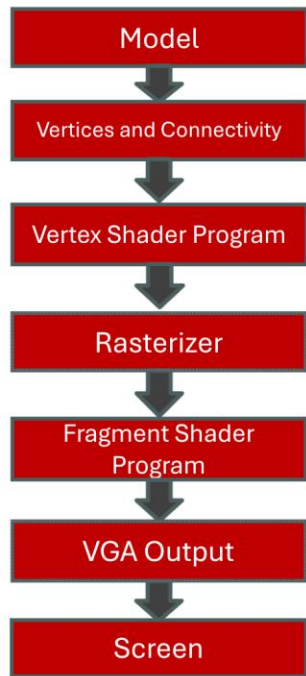 Model
Vertices and Connectivity
Vertex Shader Program
Rasterizer
Fragment Shader
Program
VGA Output
Screen